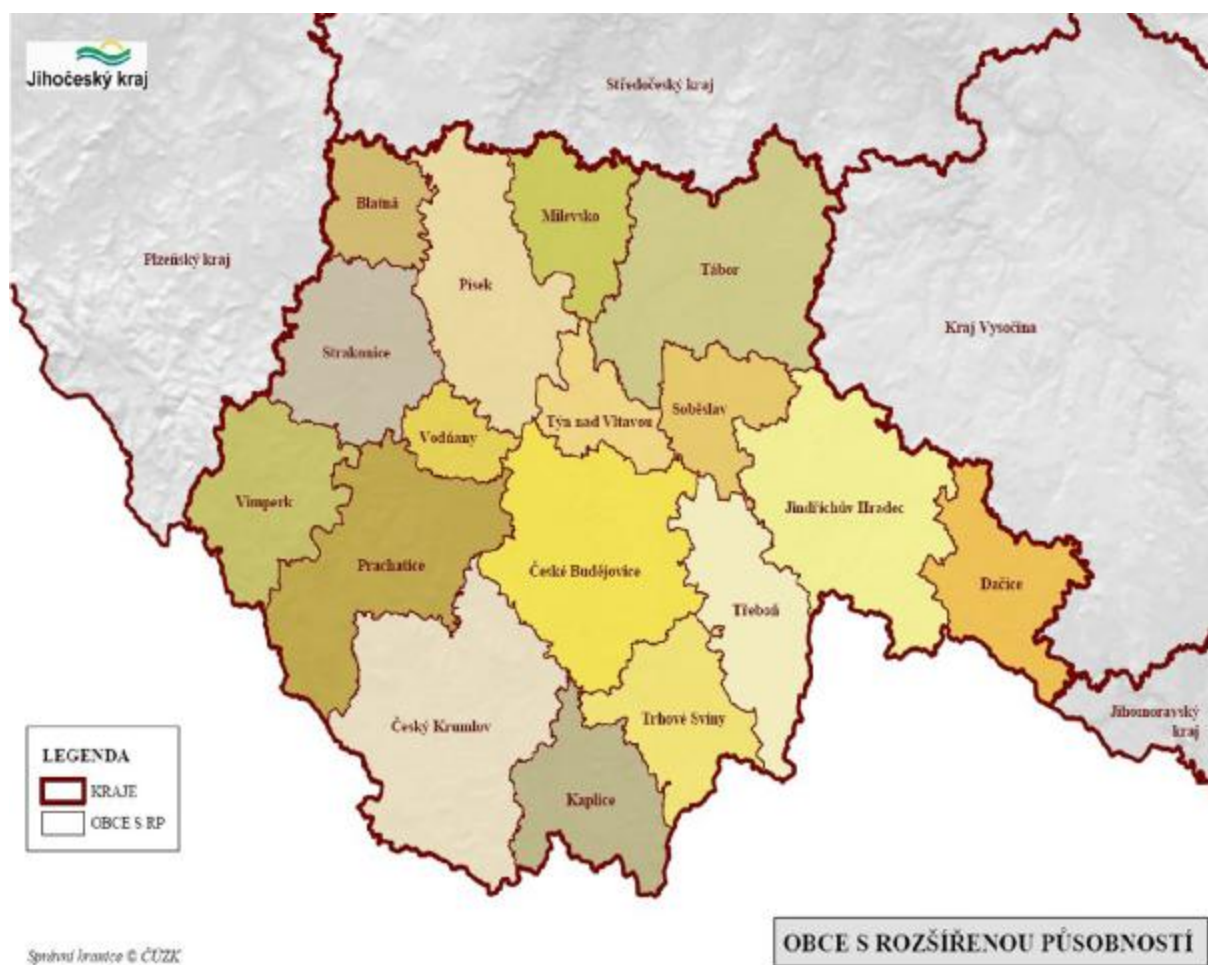 Jihočeský kraj
Středočeský kraj
Plzeňský kraj
Kraj Vysočina
Jihomoravský
kraj
Blatná
Písek
Milevsko
Tábor
Strakonice
Vodňany
Týn nad Vltavou
Soběslav
Vimperk
Prachatice
České Budějovice
Jindřichův Hradec
Třeboň
Dačice
Český Krumlov
Trhové Sviny
Kaplice
LEGENDA
KRAJE
OBCE S RP
Správní hranice © ČÚZK
OBCE S ROZŠÍŘENOU PŮSOBNOSTÍ